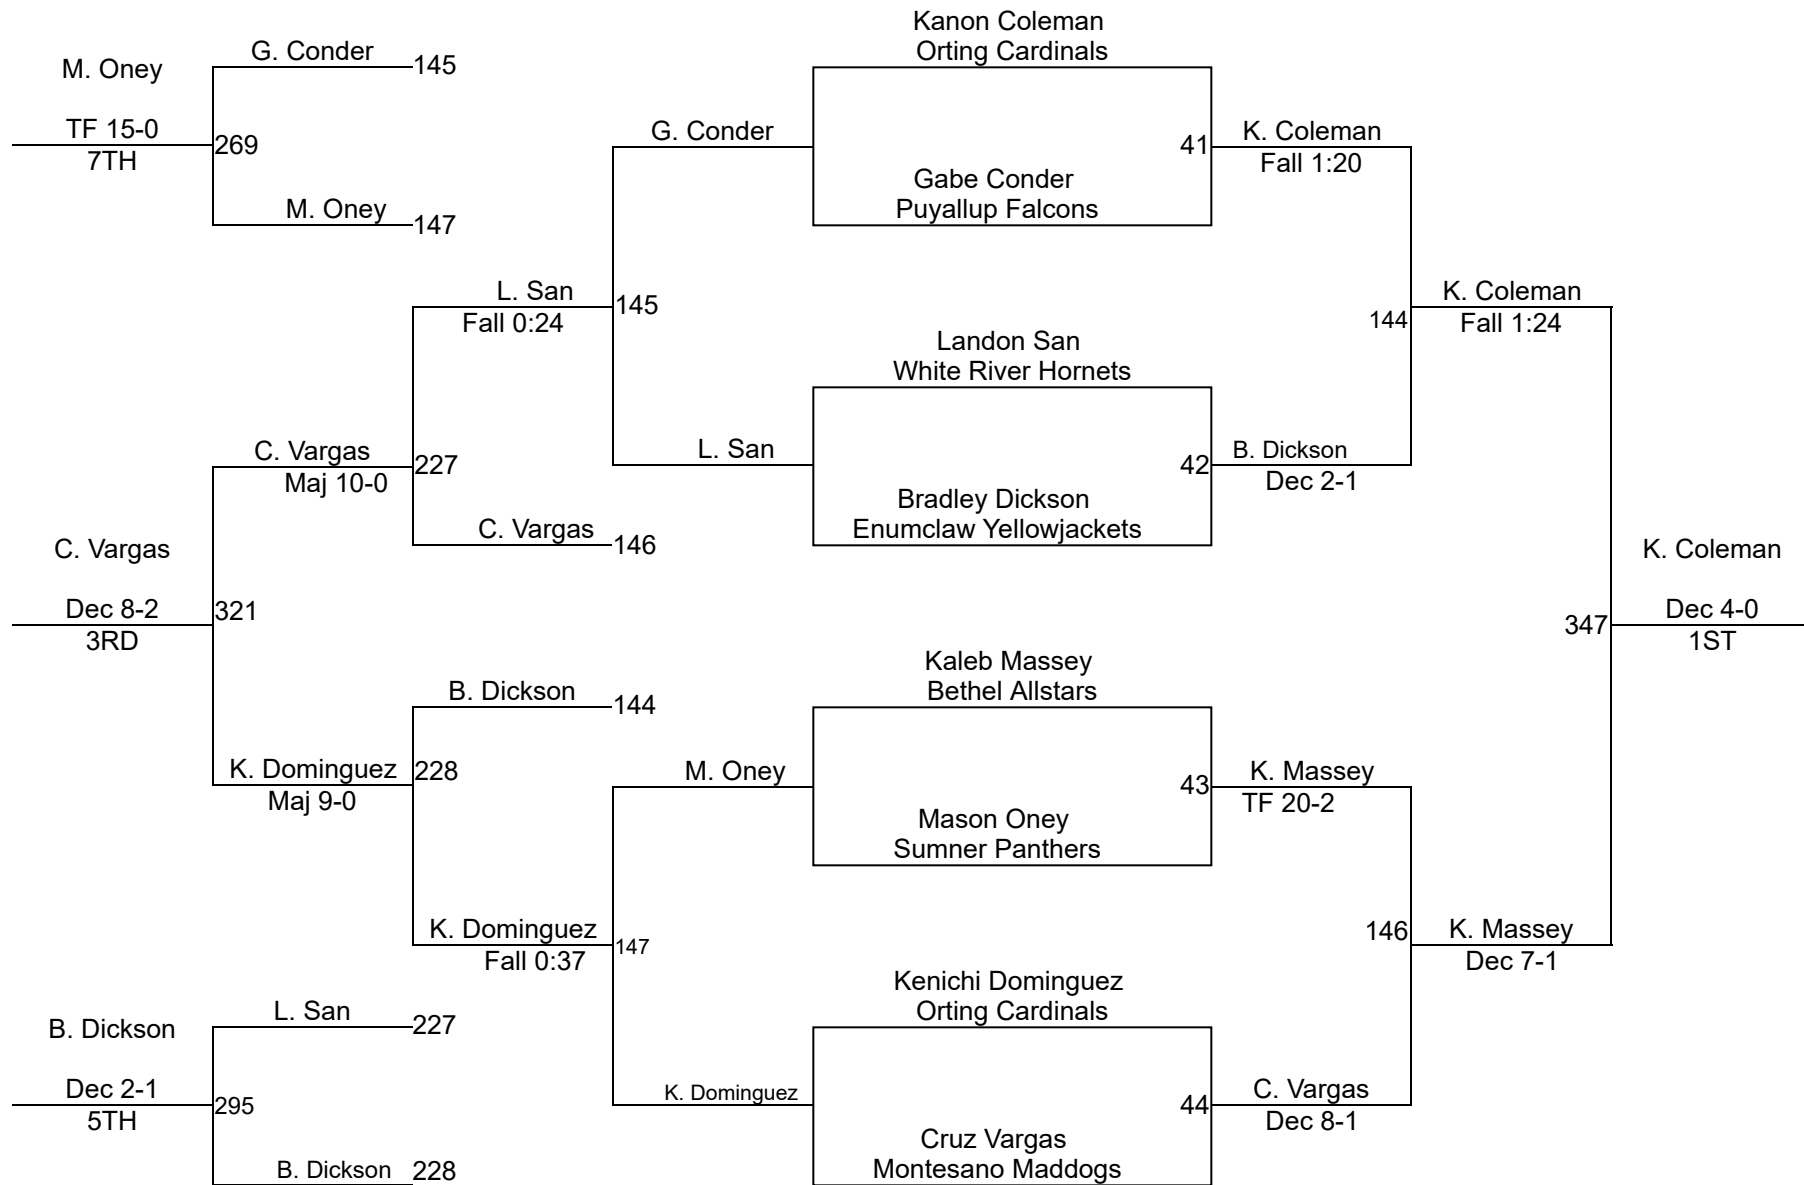 Kanon Coleman
Orting Cardinals
G. Conder
145
M. Oney
TF 15-0
7TH
269
M. Oney
147
G. Conder
41
K. Coleman
Fall 1:20
Gabe Conder
Puyallup Falcons
L. San
Fall 0:24
145
K. Coleman
Fall 1:24
144
Landon San
White River Hornets
C. Vargas
Maj 10-0
227
L. San
42
B. Dickson
Dec 2-1
Bradley Dickson
Enumclaw Yellowjackets
C. Vargas
146
C. Vargas
Dec 8-2
3RD
321
K. Coleman
347
Dec 4-0
1ST
Kaleb Massey
Bethel Allstars
B. Dickson
144
K. Dominguez
Maj 9-0
228
M. Oney
43
K. Massey
TF 20-2
Mason Oney
Sumner Panthers
K. Dominguez
Fall 0:37
147
146
K. Massey
Dec 7-1
Kenichi Dominguez
Orting Cardinals
L. San
227
B. Dickson
Dec 2-1
5TH
295
K. Dominguez
44
C. Vargas
Dec 8-1
Cruz Vargas
Montesano Maddogs
B. Dickson
228